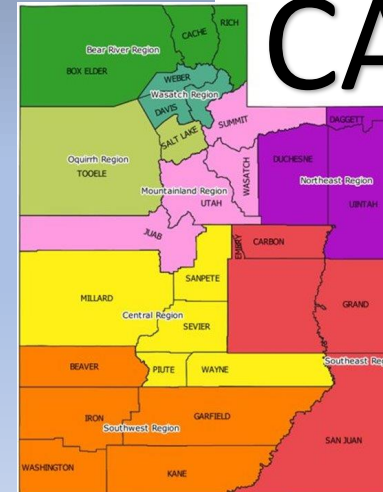 CA
RICH
CACHE
Bear River Region
BOX ELDER
WEBER
Wasatch Region
DAVIS
SUMMIT
DAGGETT
SALT LAKE
Oquirrh Region
TOOELE
DUCHESNE
WASATCH
Northeast Region
Mountainland Region
UTAH
UINTAH
JUAB
EMERY
CARBON
SANPETE
MILLARD
GRAND
Central Region
SEVIER
Southeast Re
BEAVER
PIUTE
WAYNE
IRON
GARFIELD
Southwest Region
SAN JUAN
WASHINGTON
KANE